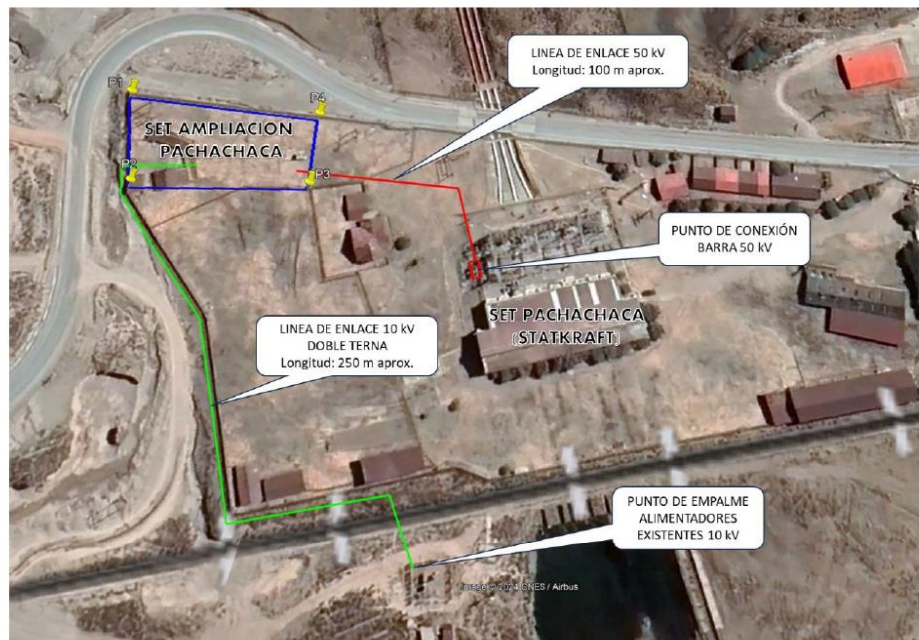 LINEA DE ENLACE 50 kV
Longitud: 100 m aprox.
P1
P4
SET AMPLIACION
PACHACHACA
P2
P3
PUNTO DE CONEXIÓN
BARRA 50 kV
SET PACHACHACA
(STATKRAFT)
LINEA DE ENLACE 10 kV
DOBLE TERNA
Longitud: 250 m aprox.
PUNTO DE EMPALME
ALIMENTADORES
EXISTENTES 10 kV
Image © 2024 CNES / Airbus